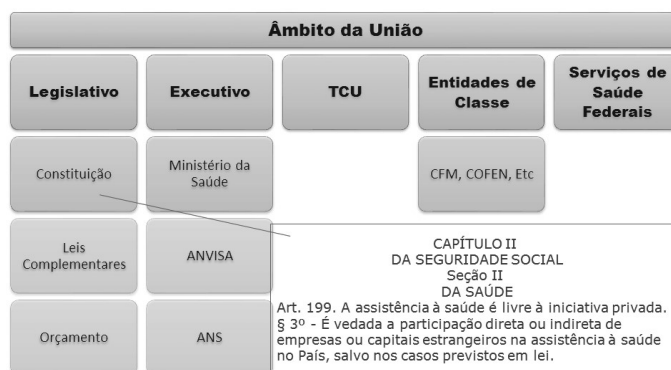 Âmbito da União
Legislativo
Executivo
TCU
Entidades de
Classe
Serviços de
Saúde
Federais
Constituição
Ministério da
Saúde
CFM, COFEN, Etc
Leis
Complementares
ANVISA
Orçamento
ANS
CAPÍTULO II
DA SEGURIDADE SOCIAL
Seção II
DA SAÚDE
Art. 199. A assistência à saúde é livre à iniciativa privada.
§ 3º - É vedada a participação direta ou indireta de
empresas ou capitais estrangeiros na assistência à saúde
no País, salvo nos casos previstos em lei.